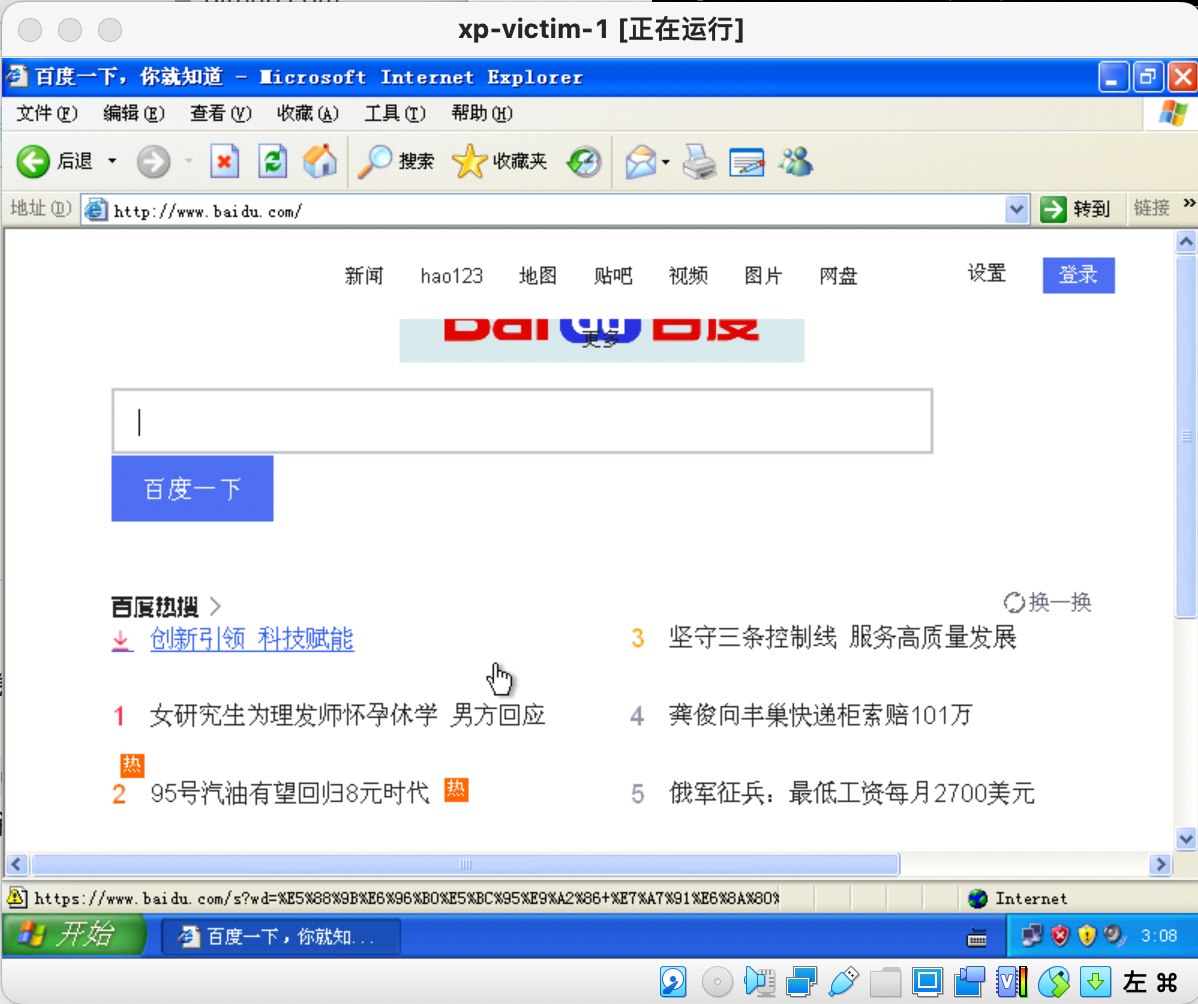 xp-victim-1 [正在运行]
百度一下，你就知道 - Microsoft Internet Explorer
文件(F) 编辑(E) 查看(V) 收藏(A) 工具(T) 帮助(H)
后退 搜索 收藏夹
地址(D) http://www.baidu.com/ 转到 链接 »
新闻 hao123 地图 贴吧 视频 图片 网盘 设置 登录
Bai 百度
更多
百度一下
百度热搜 >
换一换
创新引领 科技赋能
3 坚守三条控制线 服务高质量发展
1 女研究生为理发师怀孕休学 男方回应
4 龚俊向丰巢快递柜索赔101万
热
2 95号汽油有望回归8元时代 热
5 俄军征兵：最低工资每月2700美元
https://www.baidu.com/s?wd=%E5%88%9B%E6%96%B0%E5%BC%95%E9%A2%86+%E7%A7%91%E6%8A%80% Internet
开始 百度一下，你就知... 3:08
左 ⌘